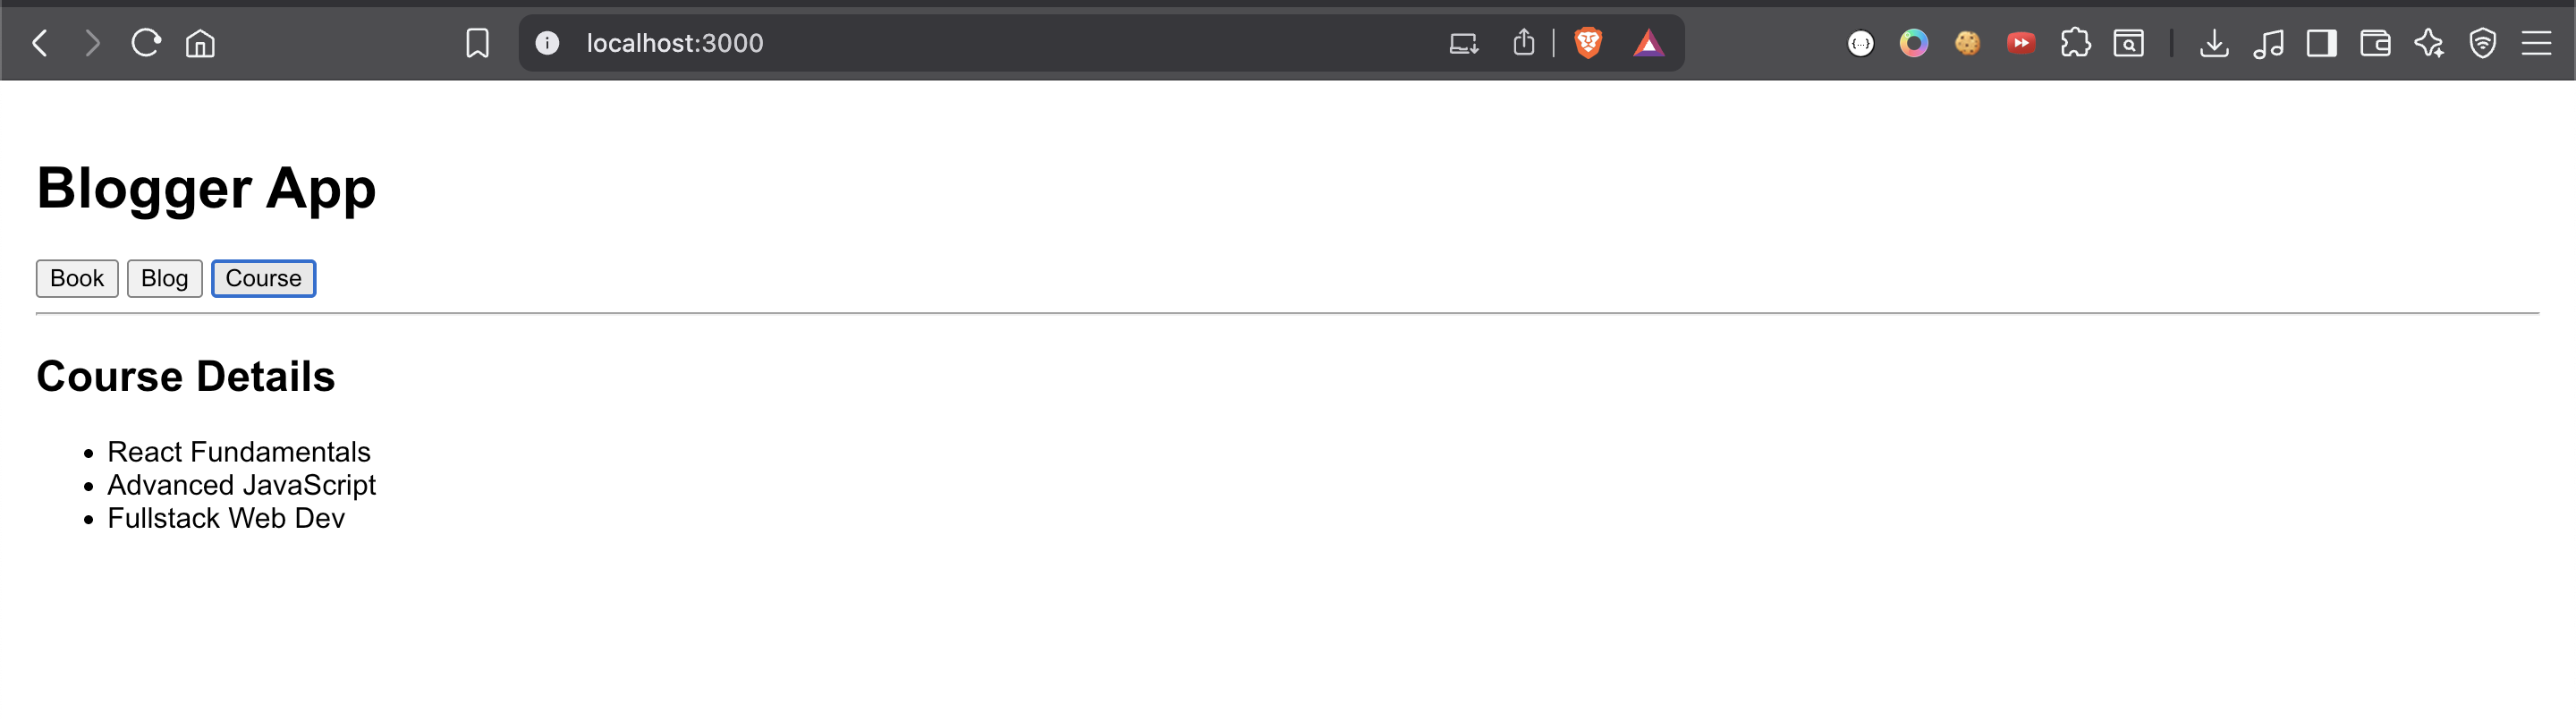 localhost:3000
Blogger App
Book Blog Course
Course Details
• React Fundamentals
• Advanced JavaScript
• Fullstack Web Dev